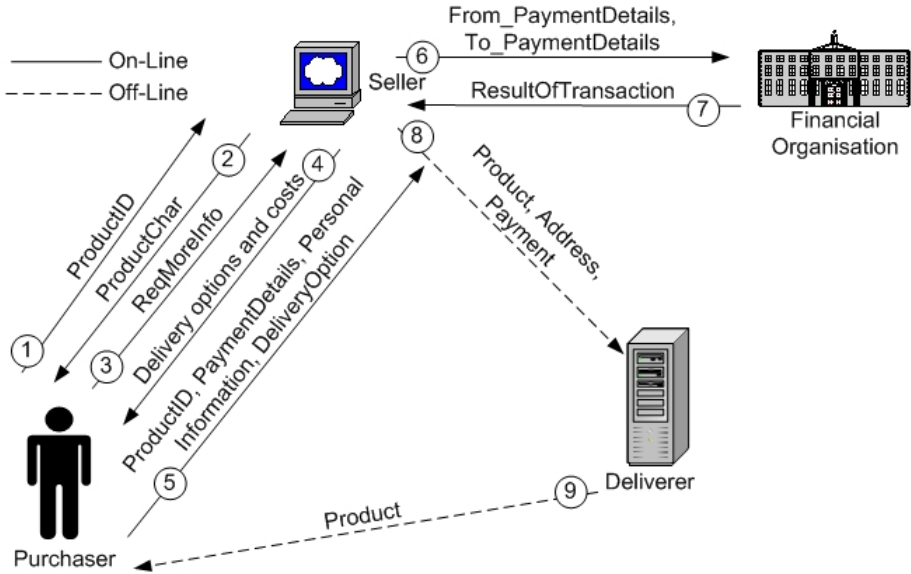 From_PaymentDetails,
To_PaymentDetails
On-Line
Off-Line
6
Seller
ResultOfTransaction
7
Financial
Organisation
8
2
4
ProductID
ProductChar
ReqMoreInfo
Delivery options and costs
ProductID, PaymentDetails, Personal
Information, DeliveryOption
Product, Address,
Payment
1
3
5
9
Deliverer
Product
Purchaser